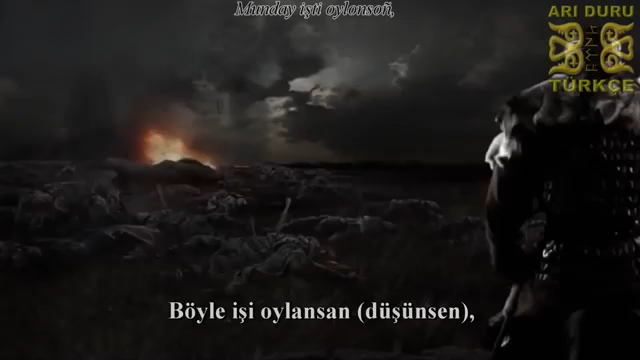 Munday işti oylonsoñ,
ARI DURU
TÜRKÇE
Böyle işi oylansan (düşünsen),